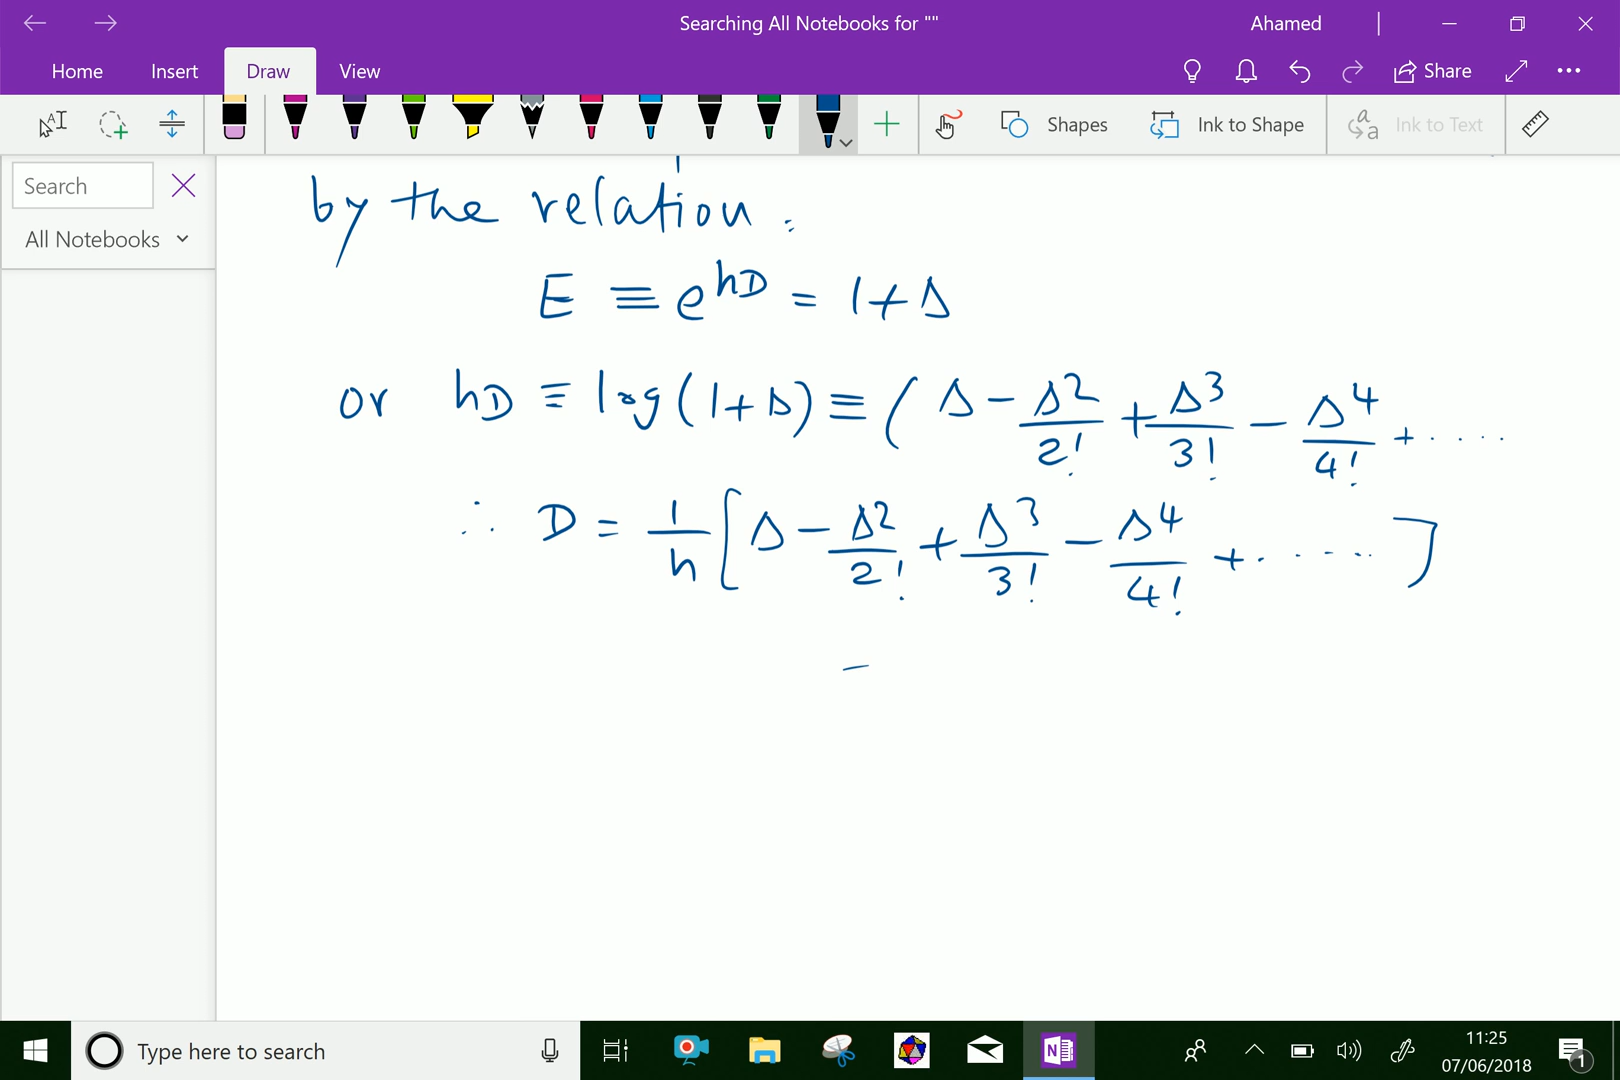 Searching All Notebooks for ""
Ahamed
Home Insert Draw View Share
Shapes Ink to Shape Ink to Text
Search
All Notebooks
by the relation:
E ≡ e^{hD} = 1+Δ
or hD ≡ log(1+Δ) ≡ (Δ − Δ²/2! + Δ³/3! − Δ⁴/4! + ·····
∴ D = 1/h [Δ − Δ²/2! + Δ³/3! − Δ⁴/4! + ······]
−
Type here to search
11:25
07/06/2018
1